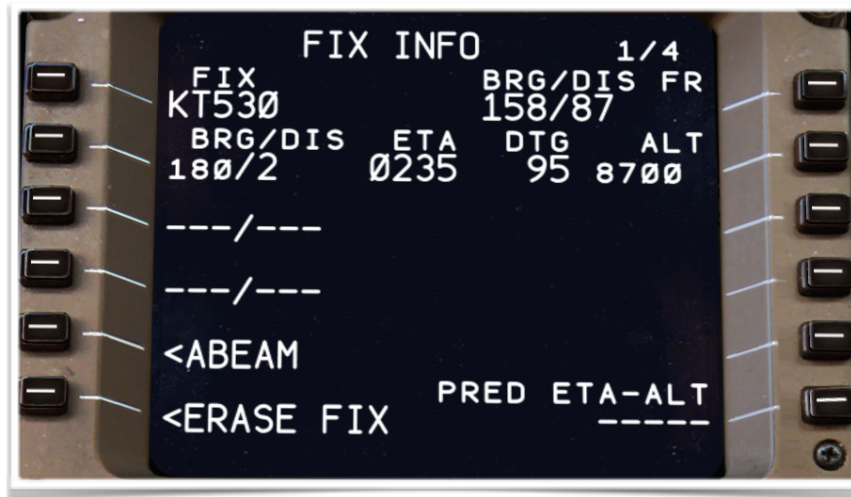 FIX INFO 1/4
FIX BRG/DIS FR
KT530 158/87
BRG/DIS ETA DTG ALT
180/2 0235 95 8700
---/---
---/---
<ABEAM
PRED ETA-ALT
<ERASE FIX -----